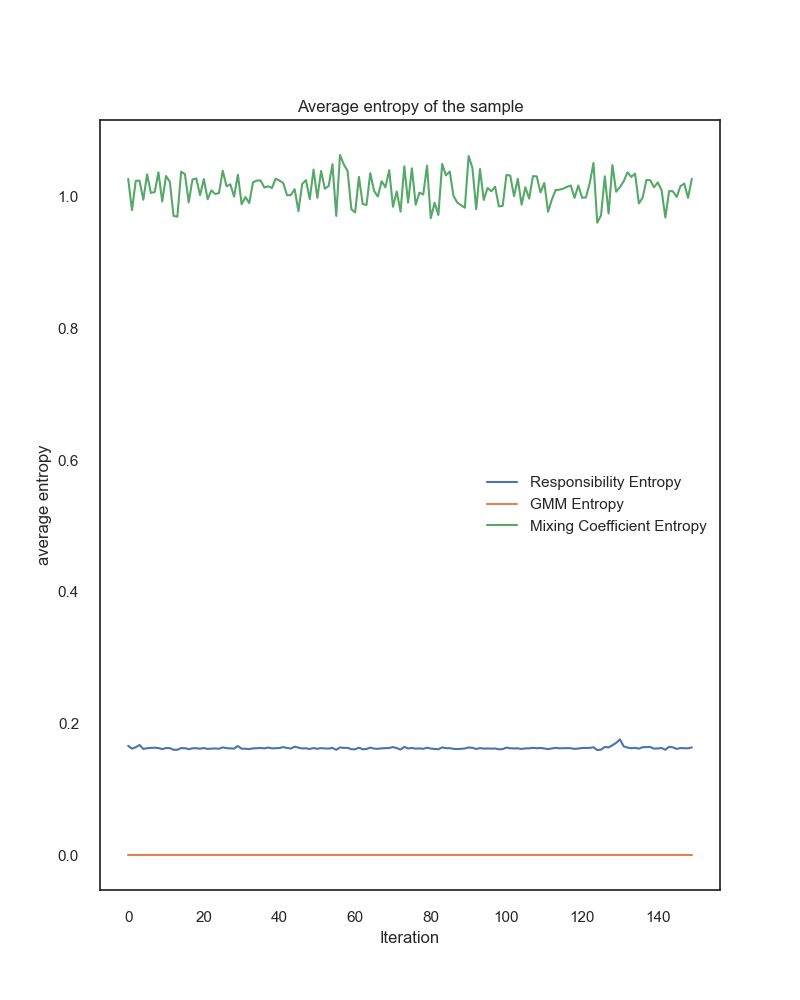 Average entropy of the sample
1.0
0.8
0.6
0.4
0.2
0.0
average entropy
Responsibility Entropy
GMM Entropy
Mixing Coefficient Entropy
0 20 40 60 80 100 120 140
Iteration